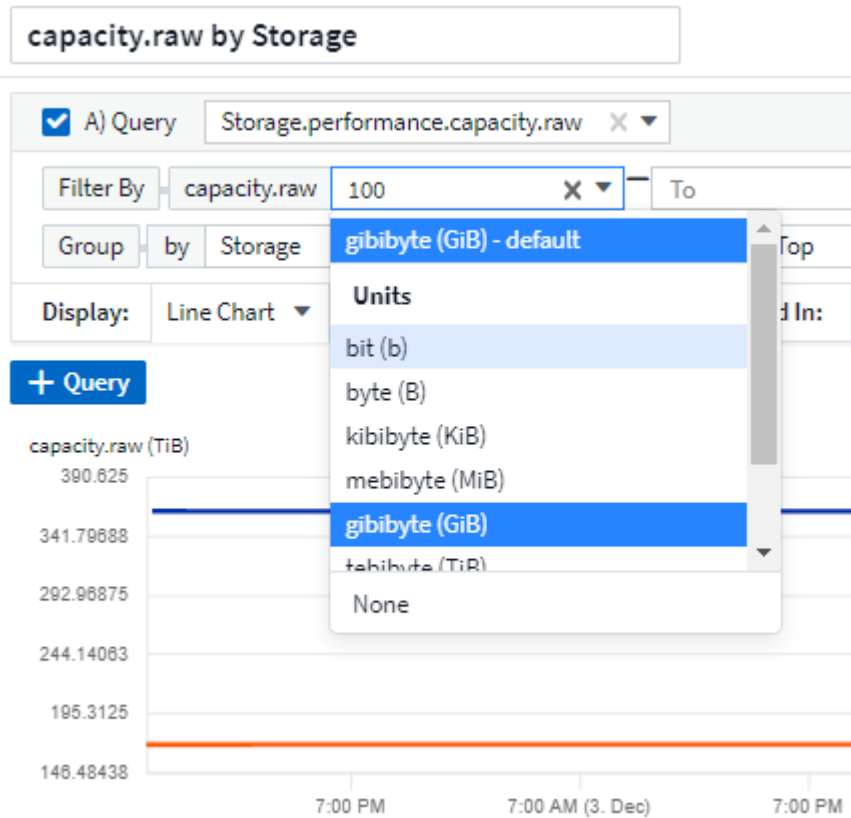 capacity.raw by Storage
A) Query Storage.performance.capacity.raw
Filter By capacity.raw 100 To
Group by Storage Top
gibibyte (GiB) - default
Units
Display: Line Chart d In:
bit (b)
byte (B)
+ Query
kibibyte (KiB)
mebibyte (MiB)
gibibyte (GiB)
tebibyte (TiB)
None
capacity.raw (TiB)
390.625
341.79688
292.96875
244.14063
195.3125
146.48438
7:00 PM 7:00 AM (3. Dec) 7:00 PM